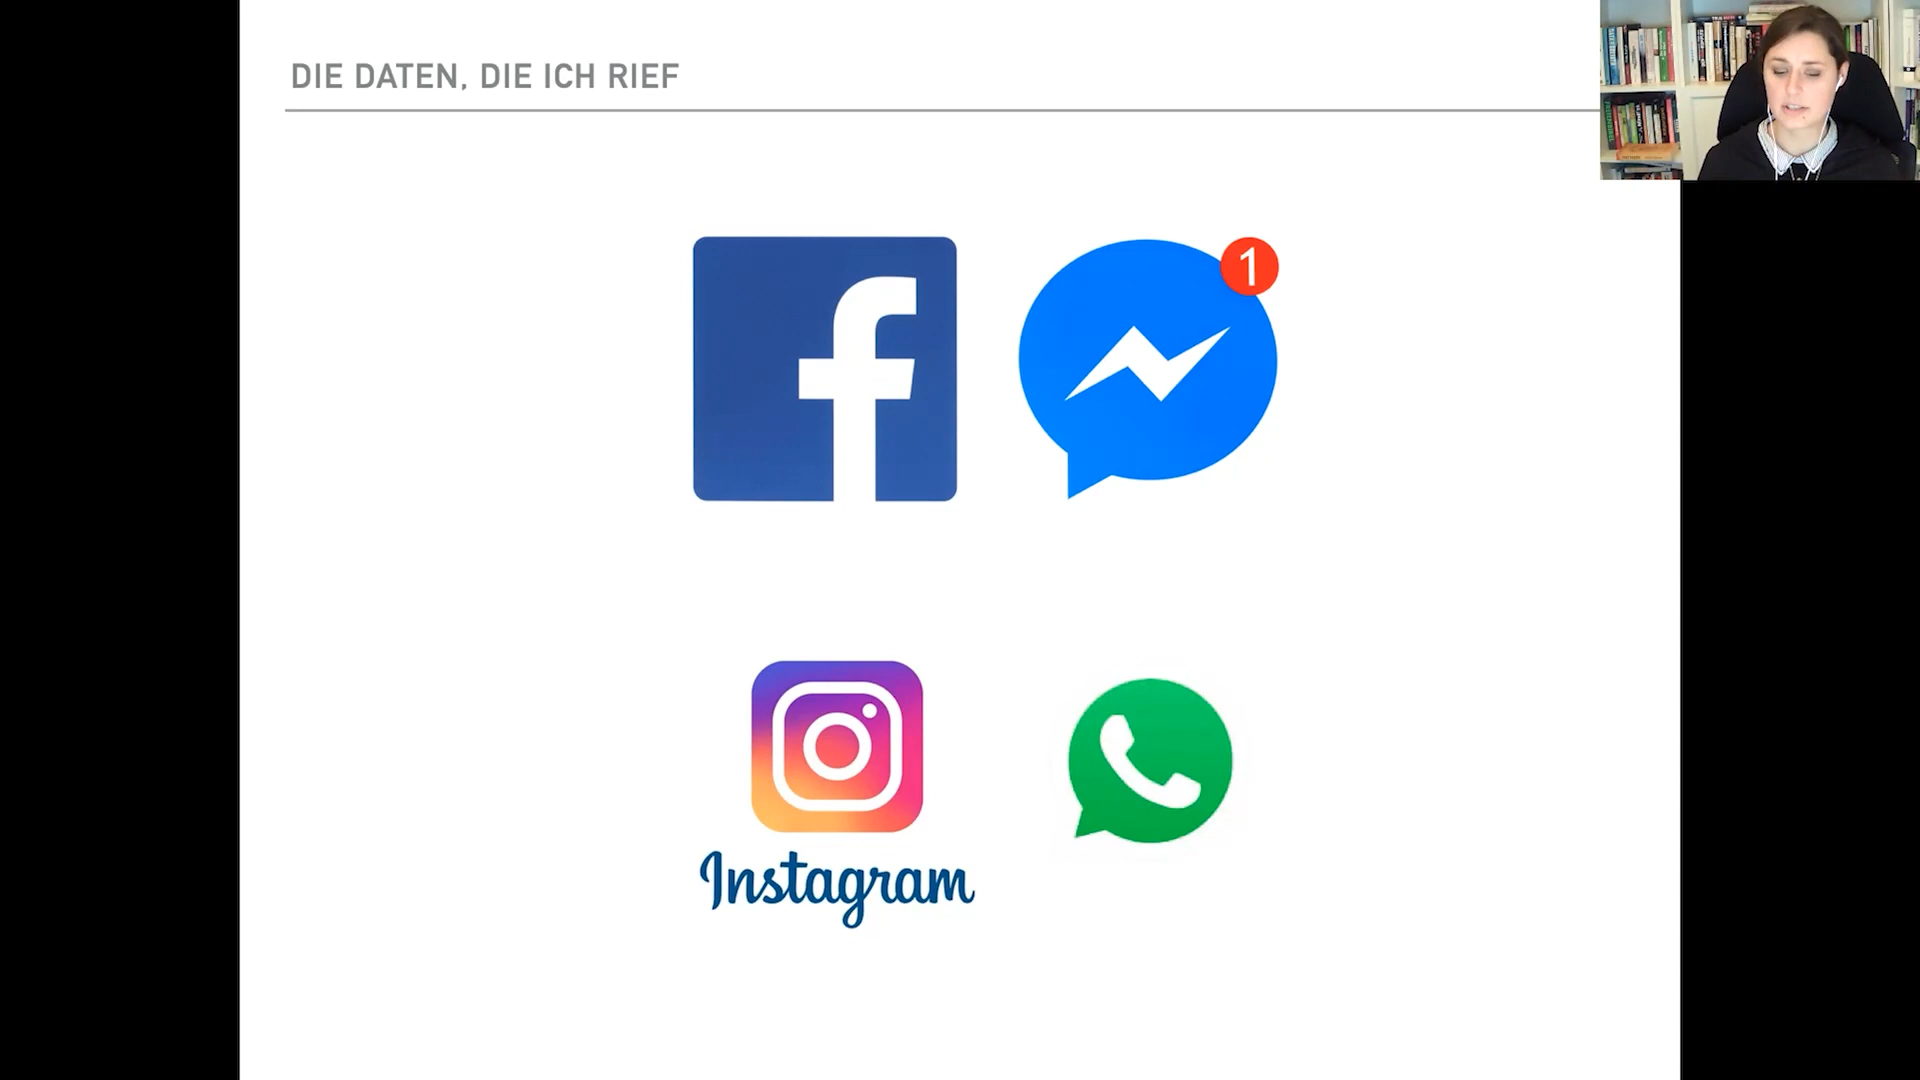 DIE DATEN, DIE ICH RIEF
1
Instagram